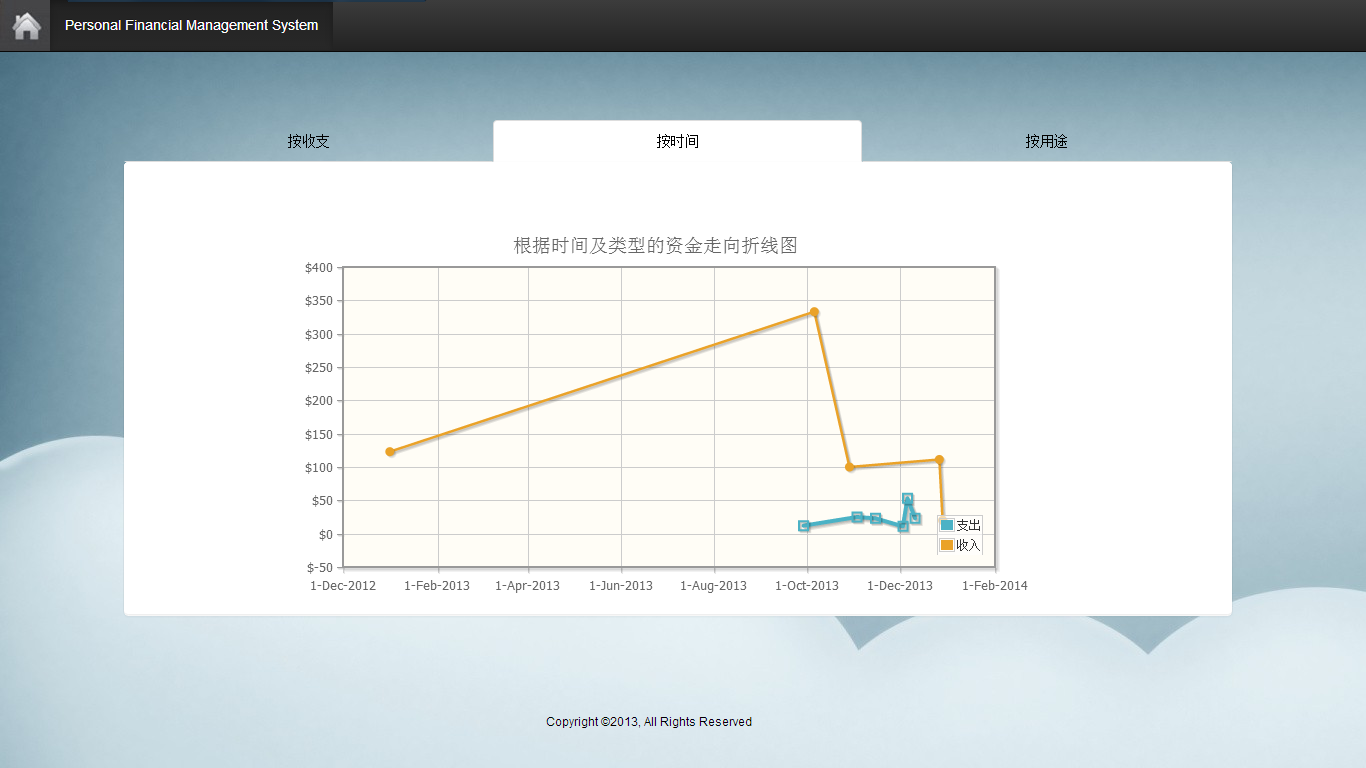 Personal Financial Management System
按收支
按时间
按用途
根据时间及类型的资金走向折线图
$400
$350
$300
$250
$200
$150
$100
$50
$0
$-50
支出
收入
1-Dec-2012
1-Feb-2013
1-Apr-2013
1-Jun-2013
1-Aug-2013
1-Oct-2013
1-Dec-2013
1-Feb-2014
Copyright ©2013, All Rights Reserved